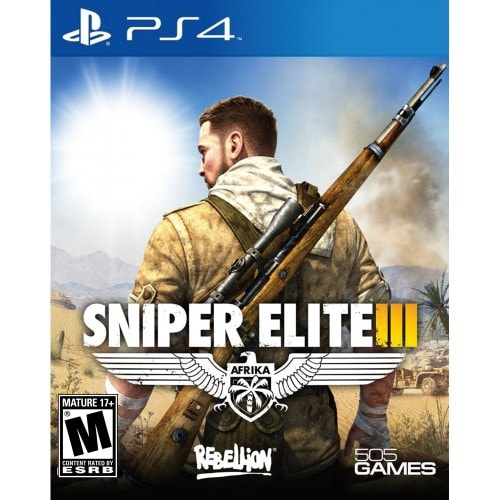 PS4
SNIPER ELITE III
AFRIKA
MATURE 17+
M
CONTENT RATED BY
ESRB
REBELLION
505
GAMES